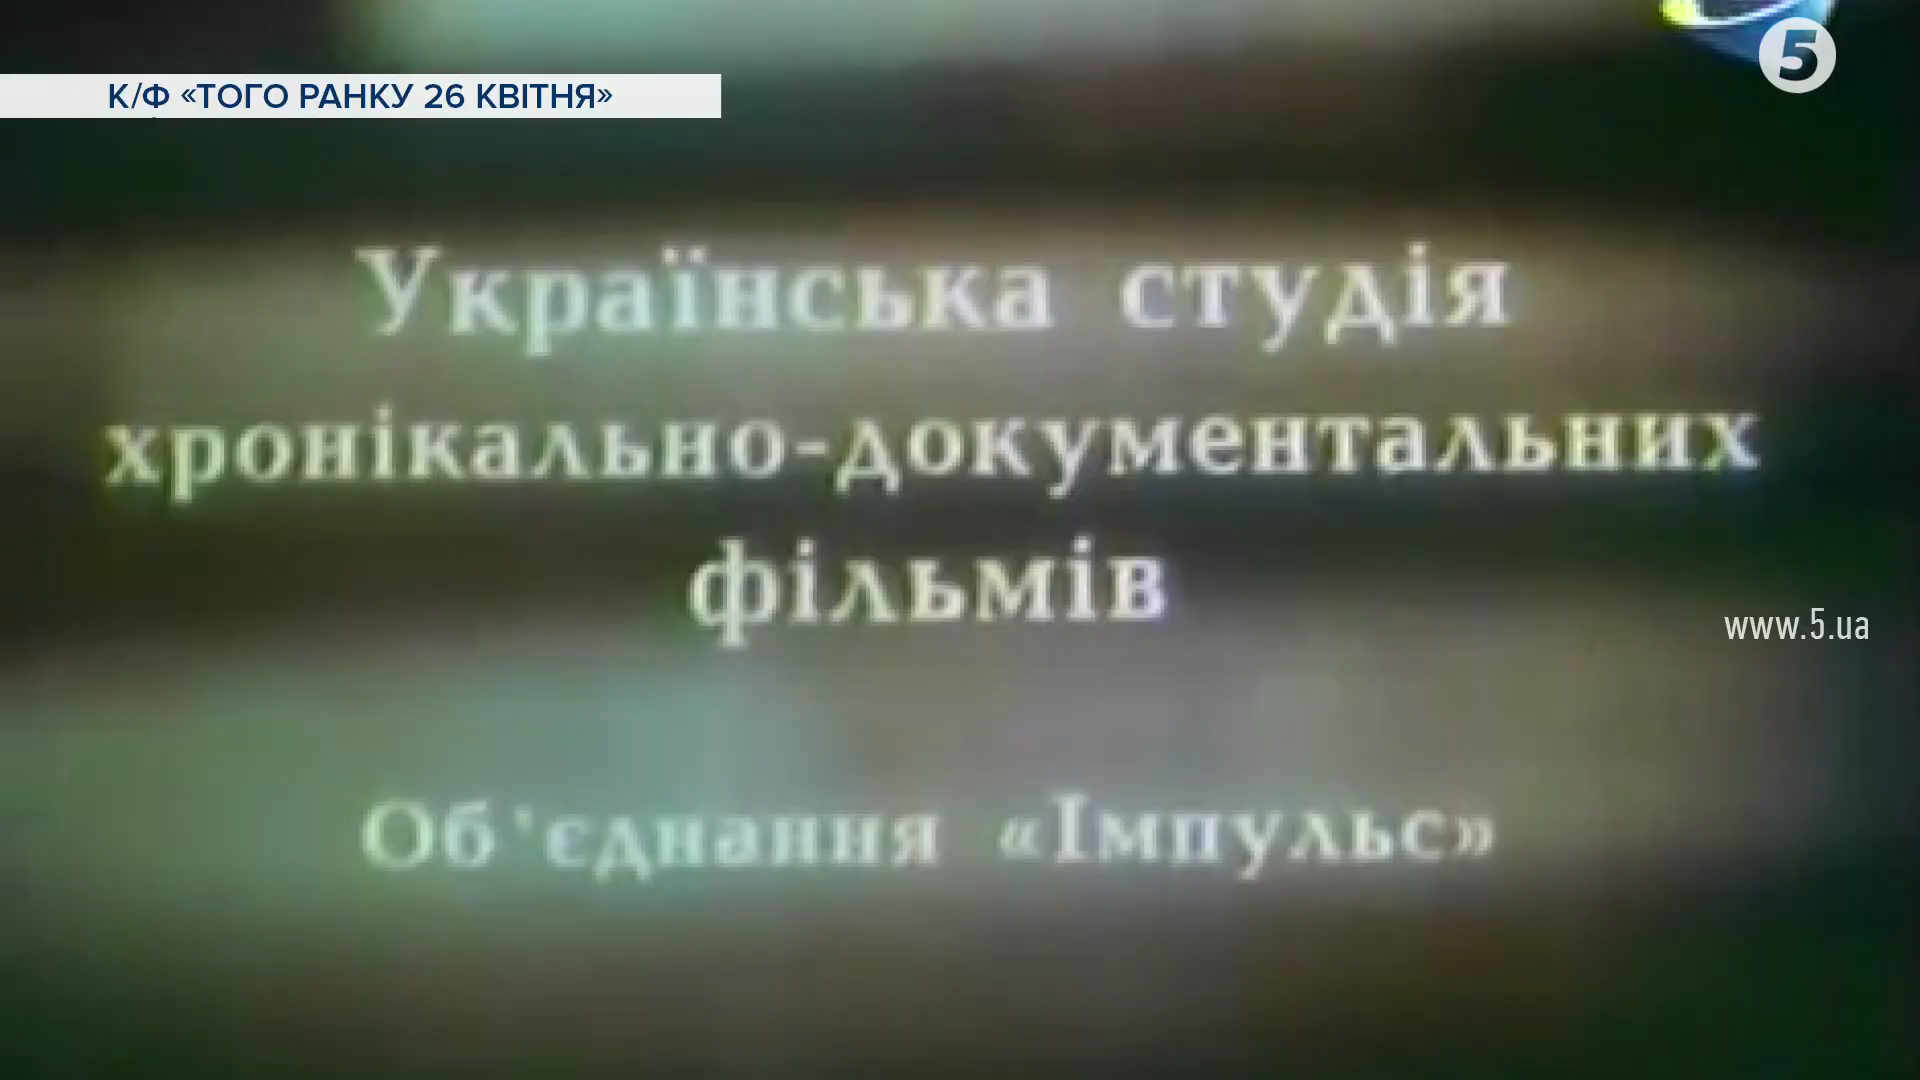 К/Ф «ТОГО РАНКУ 26 КВІТНЯ»
5
Українська студія
хронікально-документальних
фільмів
www.5.ua
Об'єднання «Імпульс»